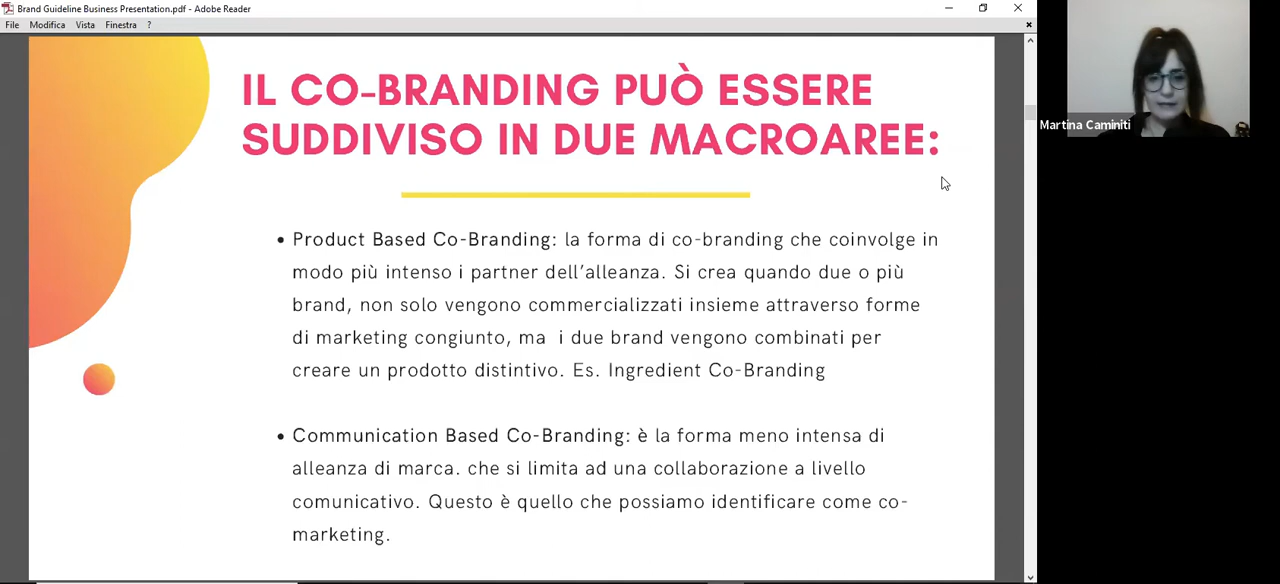 Brand Guideline Business Presentation.pdf - Adobe Reader
File Modifica Vista Finestra ?
IL CO-BRANDING PUÒ ESSERE
SUDDIVISO IN DUE MACROAREE:
• Product Based Co-Branding: la forma di co-branding che coinvolge in
modo più intenso i partner dell'alleanza. Si crea quando due o più
brand, non solo vengono commercializzati insieme attraverso forme
di marketing congiunto, ma i due brand vengono combinati per
creare un prodotto distintivo. Es. Ingredient Co-Branding
• Communication Based Co-Branding: è la forma meno intensa di
alleanza di marca. che si limita ad una collaborazione a livello
comunicativo. Questo è quello che possiamo identificare come co-
marketing.
Martina Caminiti